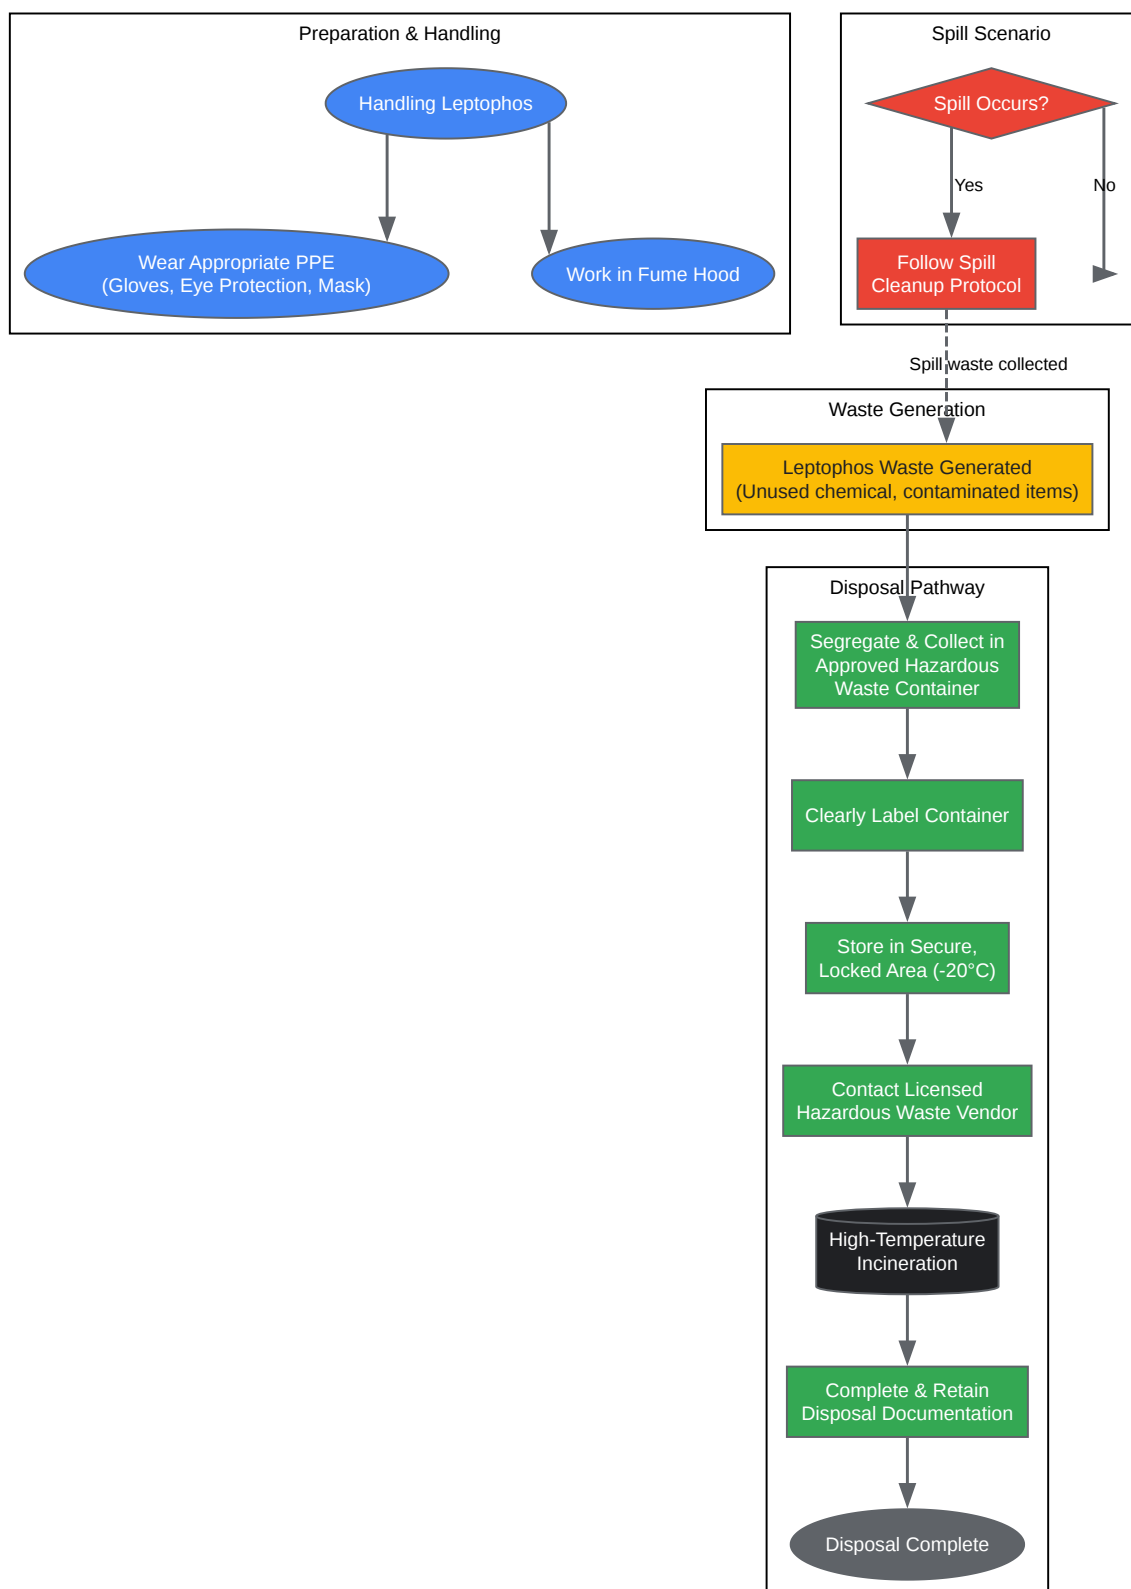 Preparation & Handling
Handling Leptophos
Wear Appropriate PPE
(Gloves, Eye Protection, Mask)
Work in Fume Hood
Spill Scenario
Spill Occurs?
Yes
No
Follow Spill
Cleanup Protocol
Spill waste collected
Waste Generation
Leptophos Waste Generated
(Unused chemical, contaminated items)
Disposal Pathway
Segregate & Collect in
Approved Hazardous
Waste Container
Clearly Label Container
Store in Secure,
Locked Area (-20°C)
Contact Licensed
Hazardous Waste Vendor
High-Temperature
Incineration
Complete & Retain
Disposal Documentation
Disposal Complete